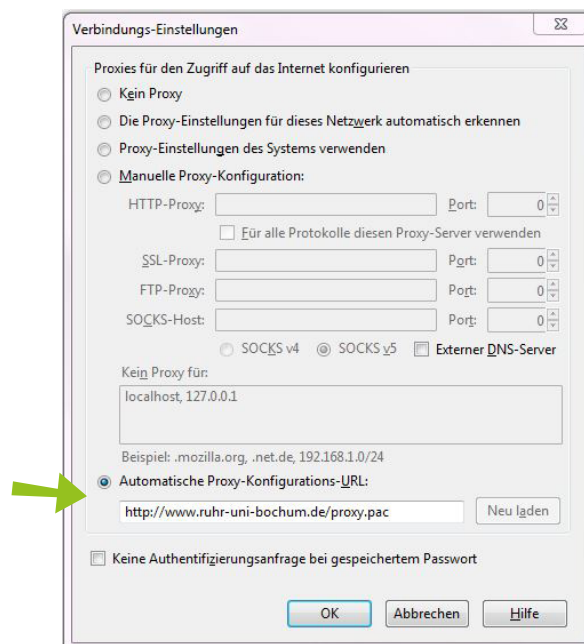 Verbindungs-Einstellungen
Proxies für den Zugriff auf das Internet konfigurieren
Kein Proxy
Die Proxy-Einstellungen für dieses Netzwerk automatisch erkennen
Proxy-Einstellungen des Systems verwenden
Manuelle Proxy-Konfiguration:
HTTP-Proxy: Port: 0
Für alle Protokolle diesen Proxy-Server verwenden
SSL-Proxy: Port: 0
FTP-Proxy: Port: 0
SOCKS-Host: Port: 0
SOCKS v4 SOCKS v5 Externer DNS-Server
Kein Proxy für:
localhost, 127.0.0.1
Beispiel: .mozilla.org, .net.de, 192.168.1.0/24
Automatische Proxy-Konfigurations-URL:
http://www.ruhr-uni-bochum.de/proxy.pac Neu laden
Keine Authentifizierungsanfrage bei gespeichertem Passwort
OK Abbrechen Hilfe